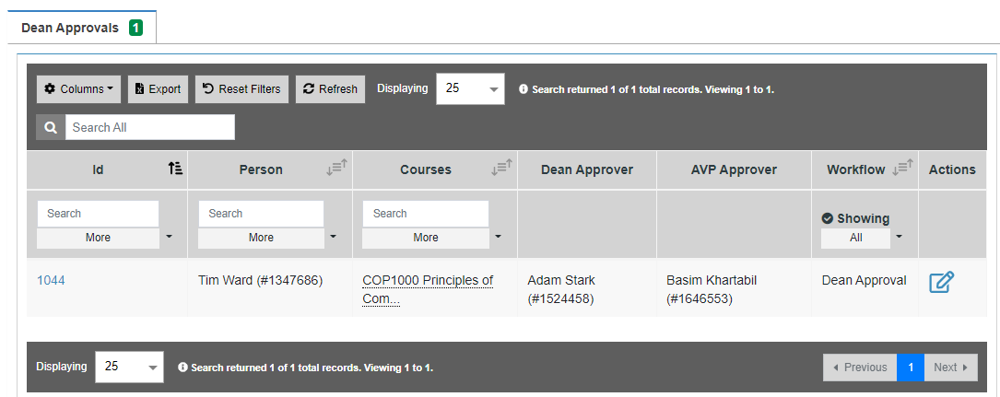 Dean Approvals 1
Columns Export Reset Filters Refresh Displaying 25 Search returned 1 of 1 total records. Viewing 1 to 1.
Search All
Id Person Courses Dean Approver AVP Approver Workflow Actions
Search Search Search Showing
More More More All
1044 Tim Ward (#1347686) COP1000 Principles of Adam Stark Basim Khartabil Dean Approval
Com... (#1524458) (#1646553)
Displaying 25 Search returned 1 of 1 total records. Viewing 1 to 1. Previous 1 Next